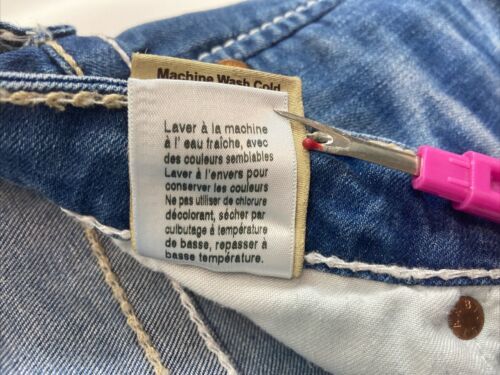 Machine Wash Cold
Laver à la machine
à l' eau fraîche, avec
des couleurs semblables
Laver à l'envers pour
conserver les couleurs
Ne pas utiliser de chlorure
décolorant, sécher par
culbutage à température
de basse, repasser à
basse température.